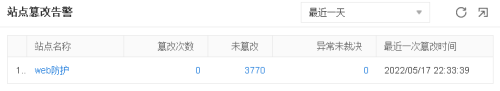 站点篡改告警 最近一天
站点名称 篡改次数 未篡改 异常未裁决 最近一次篡改时间
1.. web防护 0 3770 0 2022/05/17 22:33:39